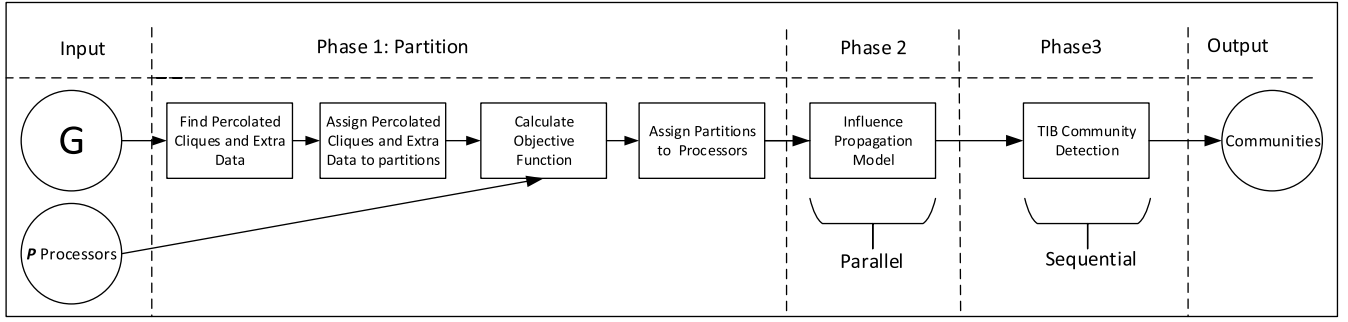 Input
Phase 1: Partition
Phase 2
Phase3
Output
G
Find Percolated
Cliques and Extra
Data
Assign Percolated
Cliques and Extra
Data to partitions
Calculate
Objective
Function
Assign Partitions
to Processors
Influence
Propagation
Model
TIB Community
Detection
Communities
P Processors
Parallel
Sequential